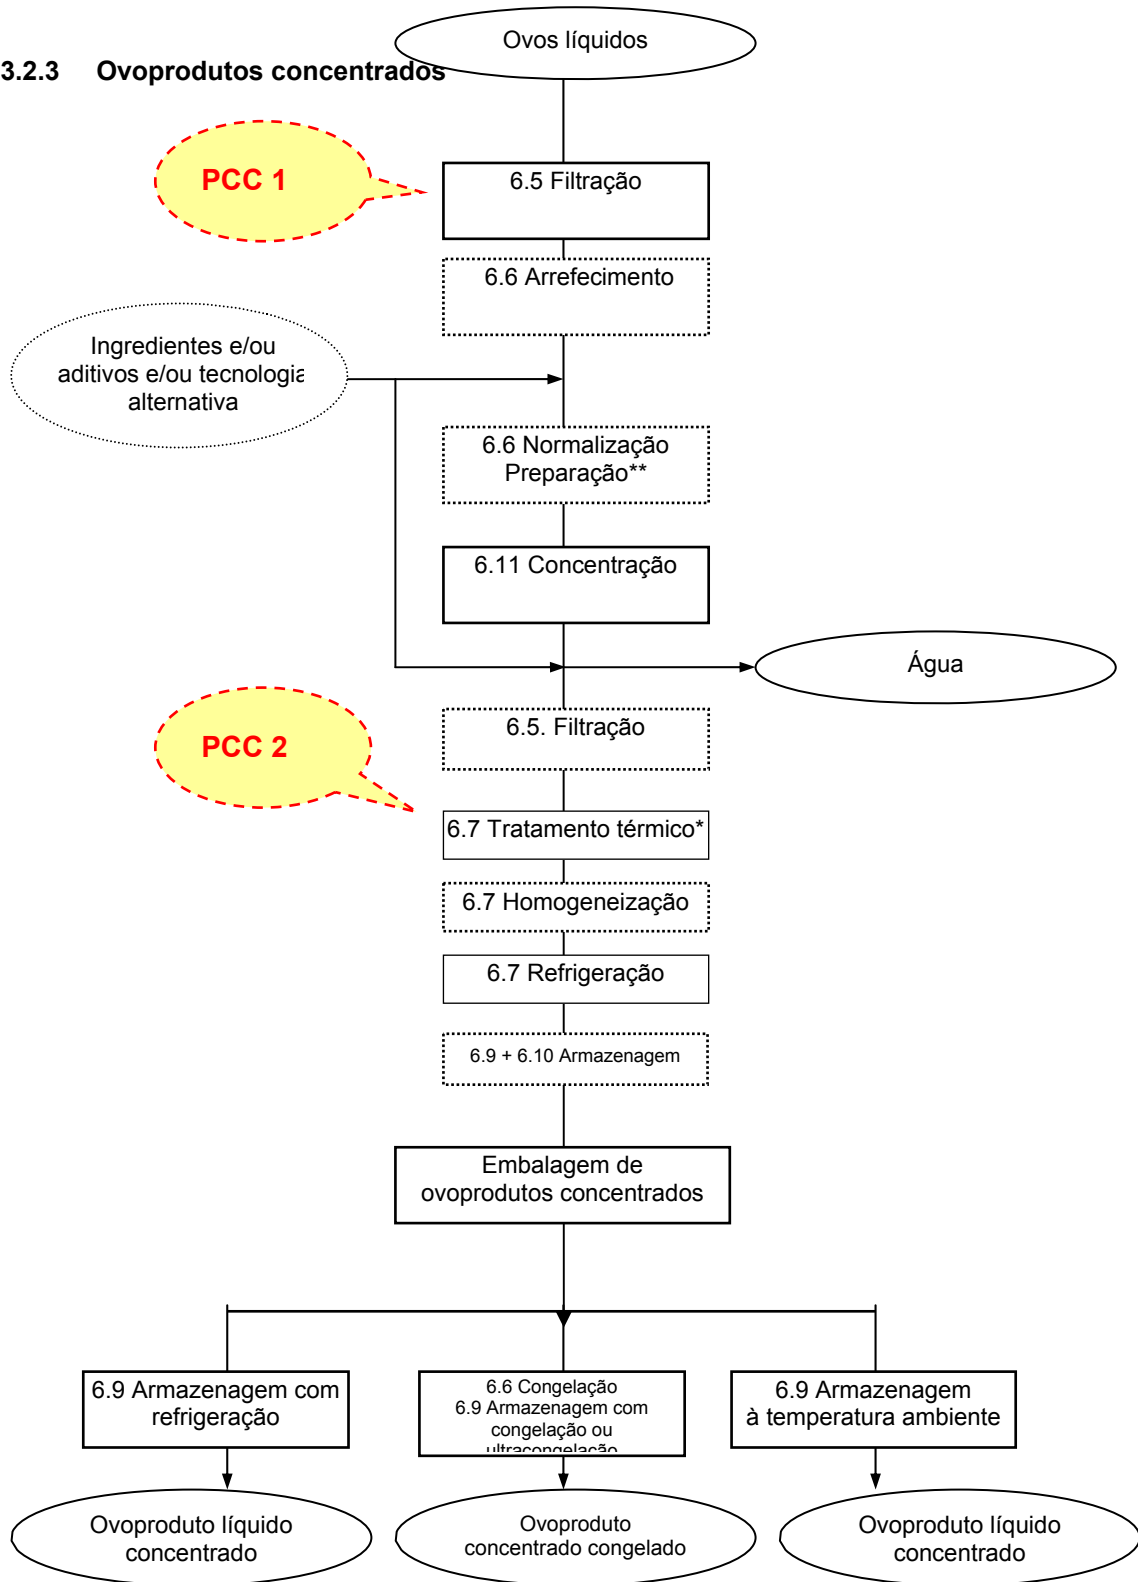 Ovos líquidos
3.2.3 Ovoprodutos concentrados
PCC 1
6.5 Filtração
6.6 Arrefecimento
Ingredientes e/ou
aditivos e/ou tecnologia
alternativa
6.6 Normalização
Preparação**
6.11 Concentração
Água
6.5. Filtração
PCC 2
6.7 Tratamento térmico*
6.7 Homogeneização
6.7 Refrigeração
6.9 + 6.10 Armazenagem
Embalagem de
ovoprodutos concentrados
6.9 Armazenagem com
refrigeração
6.6 Congelação
6.9 Armazenagem com
congelação ou
ultracongelação
6.9 Armazenagem
à temperatura ambiente
Ovoproduto líquido
concentrado
Ovoproduto
concentrado congelado
Ovoproduto líquido
concentrado